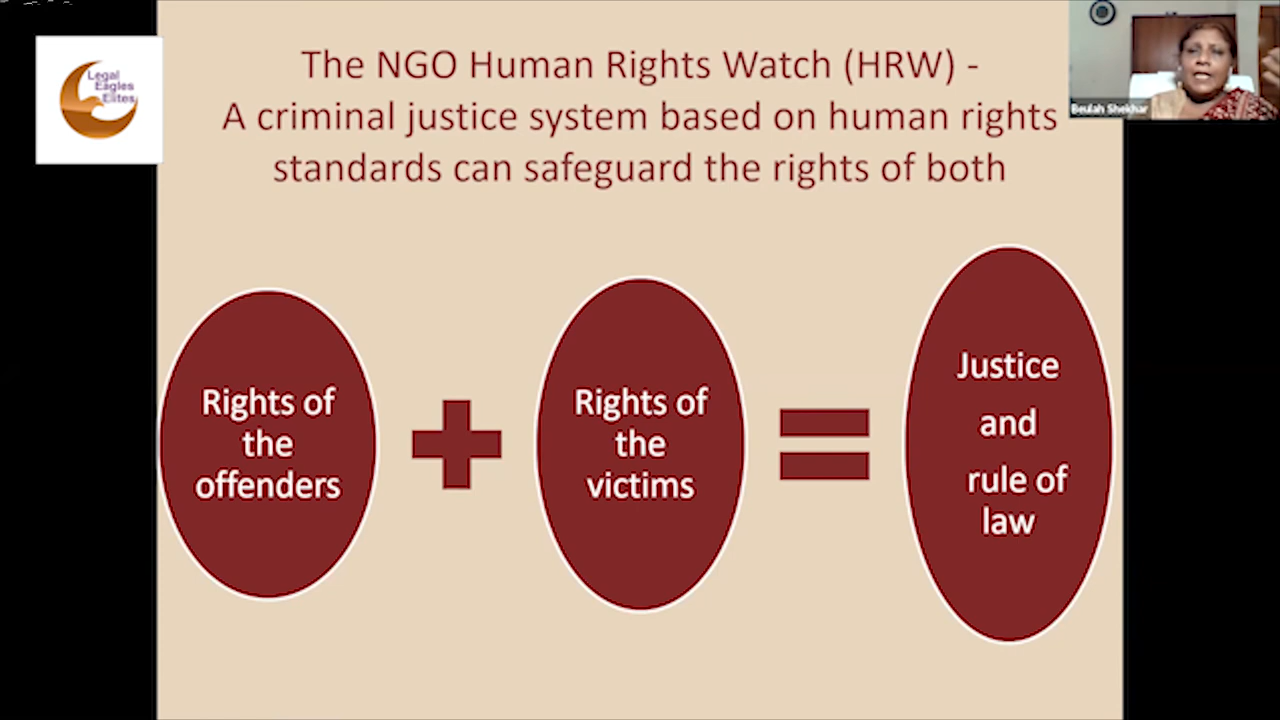 Legal
Eagles
Elites
The NGO Human Rights Watch (HRW) -
A criminal justice system based on human rights
standards can safeguard the rights of both
Beulah Shekhar
Rights of
the
offenders
Rights of
the
victims
Justice
and
rule of
law